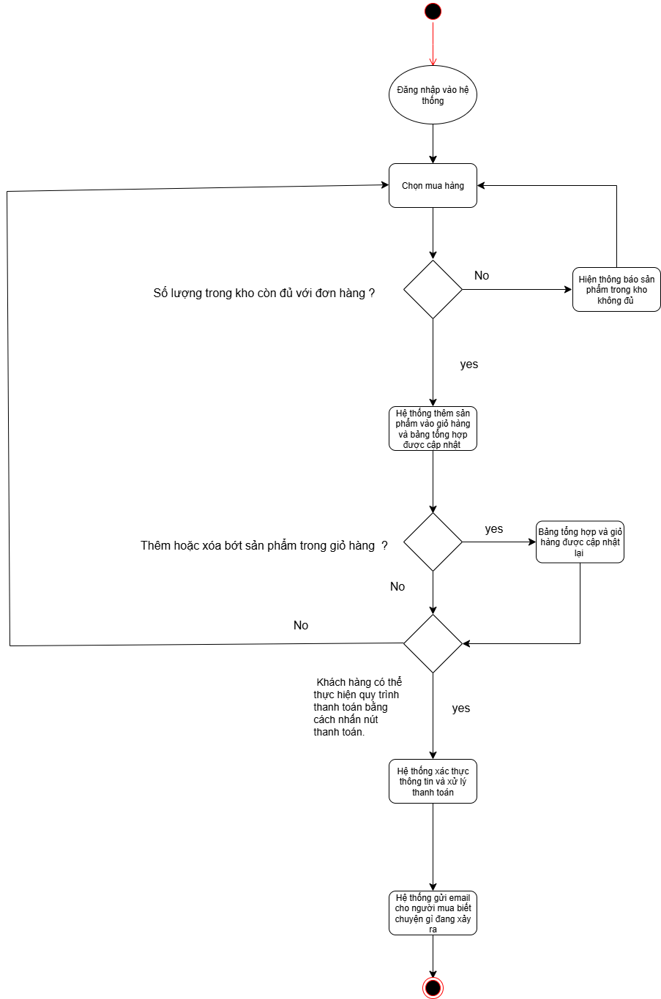 Đăng nhập vào hệ
thống
Chọn mua hàng
No
Hiện thông báo sản
phẩm trong kho
không đủ
Số lượng trong kho còn đủ với đơn hàng ?
yes
Hệ thống thêm sản
phẩm vào giỏ hàng
và bảng tổng hợp
được cập nhật
Thêm hoặc xóa bớt sản phẩm trong giỏ hàng ?
yes
Bảng tổng hợp và giỏ
hàng được cập nhật
lại
No
No
Khách hàng có thể
thực hiện quy trình
thanh toán bằng
cách nhấn nút
thanh toán.
yes
Hệ thống xác thực
thông tin và xử lý
thanh toán
Hệ thống gửi email
cho người mua biết
chuyện gì đang xảy
ra